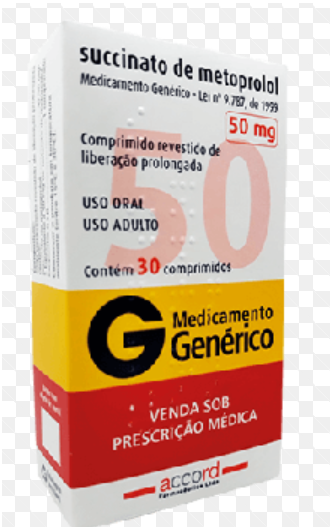 succinato de metoprolol
Medicamento Genérico - Lei nº 9.787, de 1999
50 mg
50
Comprimido revestido de
liberação prolongada
USO ORAL
USO ADULTO
Contém 30 comprimidos
G Medicamento
Genérico
VENDA SOB
PRESCRIÇÃO MÉDICA
accord